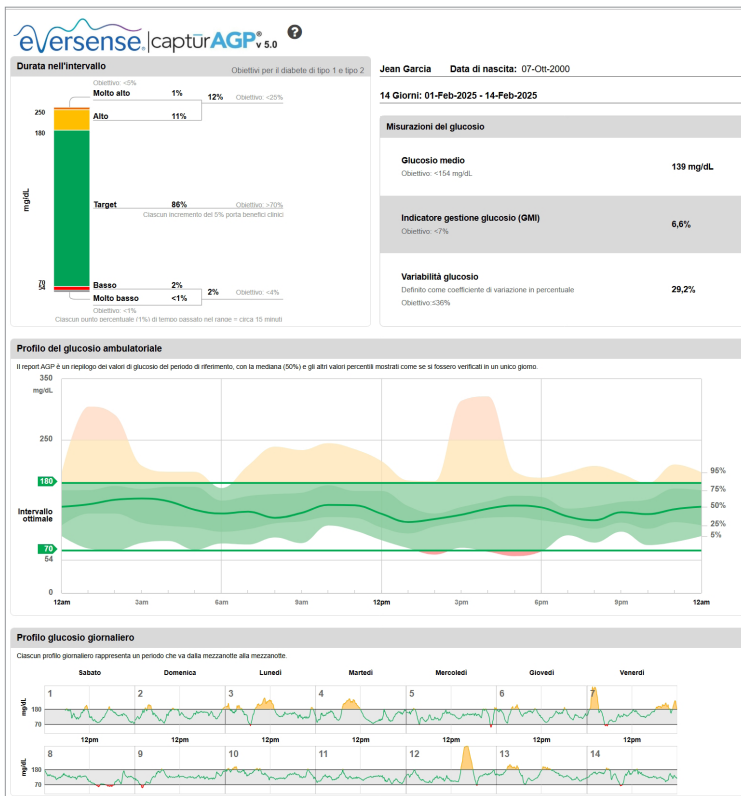 eversense. | captūrAGP® v 5.0 ?
Durata nell'intervallo
Obiettivi per il diabete di tipo 1 e tipo 2
Obiettivo: <5%
Molto alto 1%
12% Obiettivo: <25%
Alto 11%
250
180
mg/dL
Target 86% Obiettivo: >70%
Ciascun incremento del 5% porta benefici clinici
70
54
Basso 2%
2% Obiettivo: <4%
Molto basso <1%
Obiettivo: <1%
Ciascun punto percentuale (1%) di tempo passato nel range = circa 15 minuti
Jean Garcia Data di nascita: 07-Ott-2000
14 Giorni: 01-Feb-2025 - 14-Feb-2025
Misurazioni del glucosio
Glucosio medio 139 mg/dL
Obiettivo: <154 mg/dL
Indicatore gestione glucosio (GMI) 6,6%
Obiettivo: <7%
Variabilità glucosio
Definito come coefficiente di variazione in percentuale 29,2%
Obiettivo:≤36%
Profilo del glucosio ambulatoriale
Il report AGP è un riepilogo dei valori di glucosio del periodo di riferimento, con la mediana (50%) e gli altri valori percentili mostrati come se si fossero verificati in un unico giorno.
350
mg/dL
250
180
Intervallo
ottimale
70
54
0
95%
75%
50%
25%
5%
12am 3am 6am 9am 12pm 3pm 6pm 9pm 12am
Profilo glucosio giornaliero
Ciascun profilo giornaliero rappresenta un periodo che va dalla mezzanotte alla mezzanotte.
Sabato Domenica Lunedì Martedì Mercoledì Giovedì Venerdì
1 2 3 4 5 6 7
mg/dL
180
70
12pm 12pm 12pm 12pm 12pm 12pm 12pm
8 9 10 11 12 13 14
mg/dL
180
70